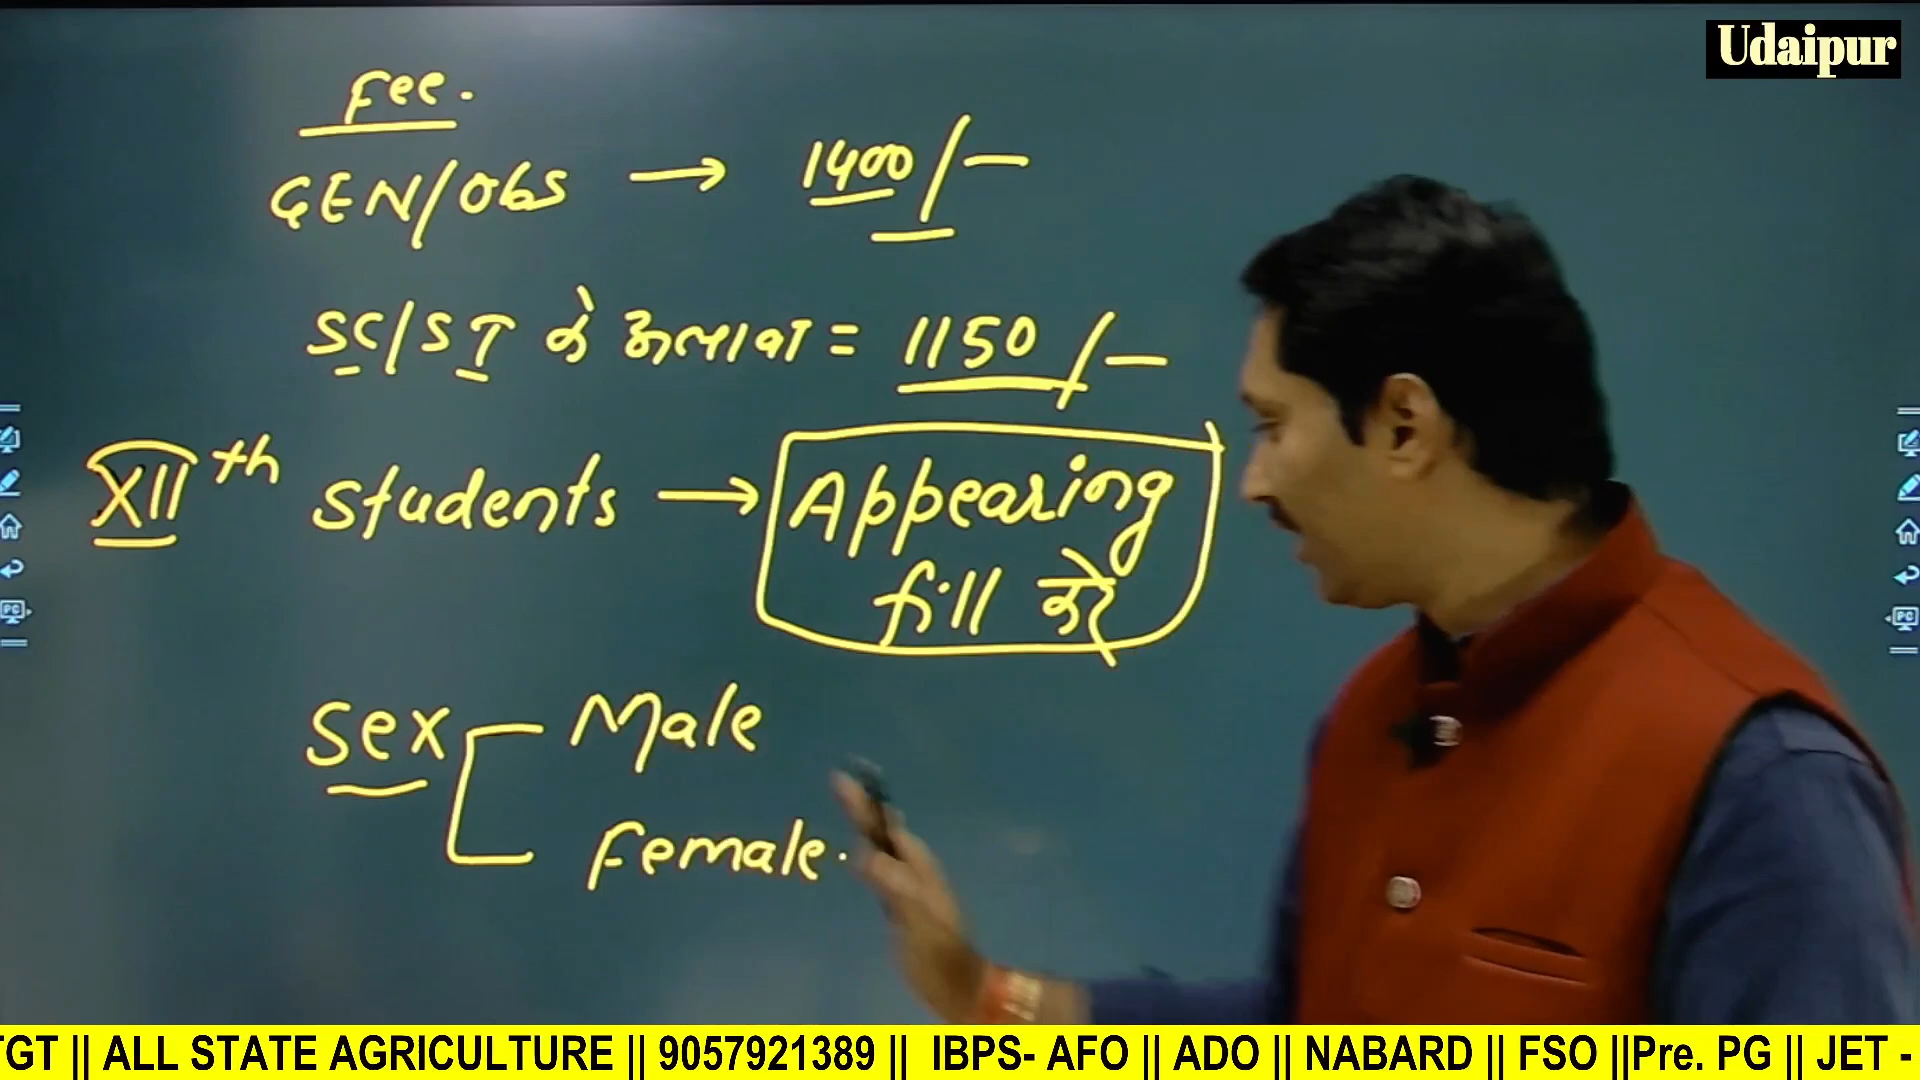 Udaipur
Fee.
GEN/OBS → 1400/-
SC/ST के अलावा = 1150/-
XIIth students → Appearing
fill करे
Sex Male
Female.
TGT || ALL STATE AGRICULTURE || 9057921389 || IBPS- AFO || ADO || NABARD || FSO ||Pre. PG || JET -